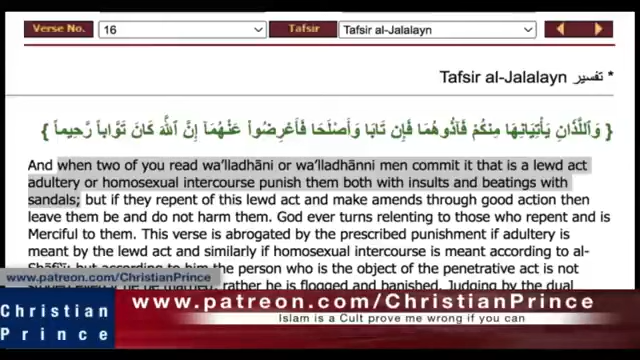 Verse No.
16
Tafsir
Tafsir al-Jalalayn
* تفسير Tafsir al-Jalalayn
{ وَٱللَّذَانِ يَأْتِيَانِهَا مِنكُمْ فَآذُوهُمَا فَإِن تَابَا وَأَصْلَحَا فَأَعْرِضُواْ عَنْهُمَآ إِنَّ ٱللَّهَ كَانَ تَوَّاباً رَّحِيماً }
And when two of you read wa'lladhāni or wa'lladhānni men commit it that is a lewd act
adultery or homosexual intercourse punish them both with insults and beatings with
sandals; but if they repent of this lewd act and make amends through good action then
leave them be and do not harm them. God ever turns relenting to those who repent and is
Merciful to them. This verse is abrogated by the prescribed punishment if adultery is
meant by the lewd act and similarly if homosexual intercourse is meant according to al-
but according to him the person who is the object of the penetrative act is not
rather he is flogged and banished. Judging by the dual
www.patreon.com/ChristianPrince
www.patreon.com/ChristianPrince
Christian
Prince
Islam is a Cult prove me wrong if you can